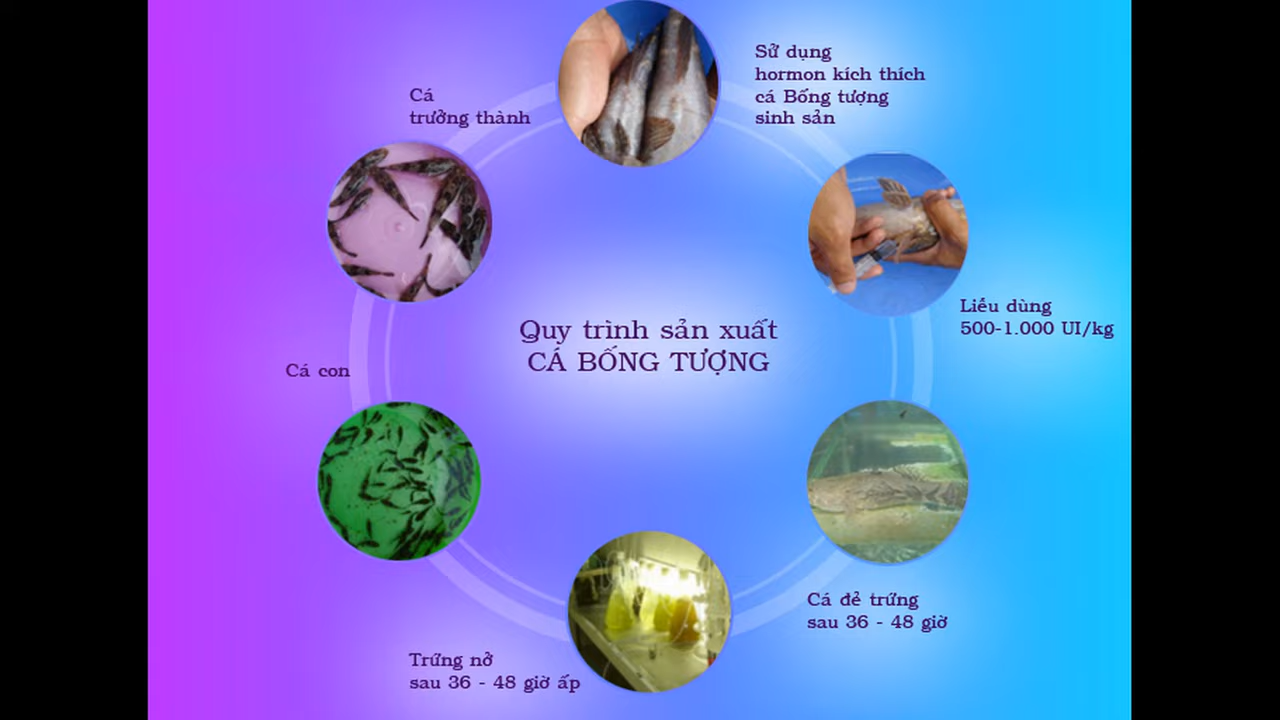 Sử dụng
hormon kích thích
cá Bống tượng
sinh sản
Cá
trưởng thành
Liều dùng
500-1.000 UI/kg
Quy trình sản xuất
CÁ BỐNG TƯỢNG
Cá con
Cá đẻ trứng
sau 36 - 48 giờ
Trứng nở
sau 36 - 48 giờ ấp